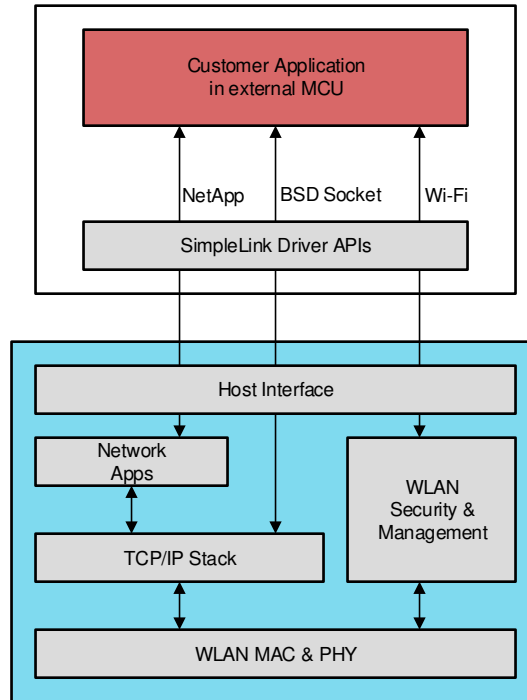 Customer Application
in external MCU
NetApp
BSD Socket
Wi-Fi
SimpleLink Driver APIs
Host Interface
Network
Apps
WLAN
Security &
Management
TCP/IP Stack
WLAN MAC & PHY